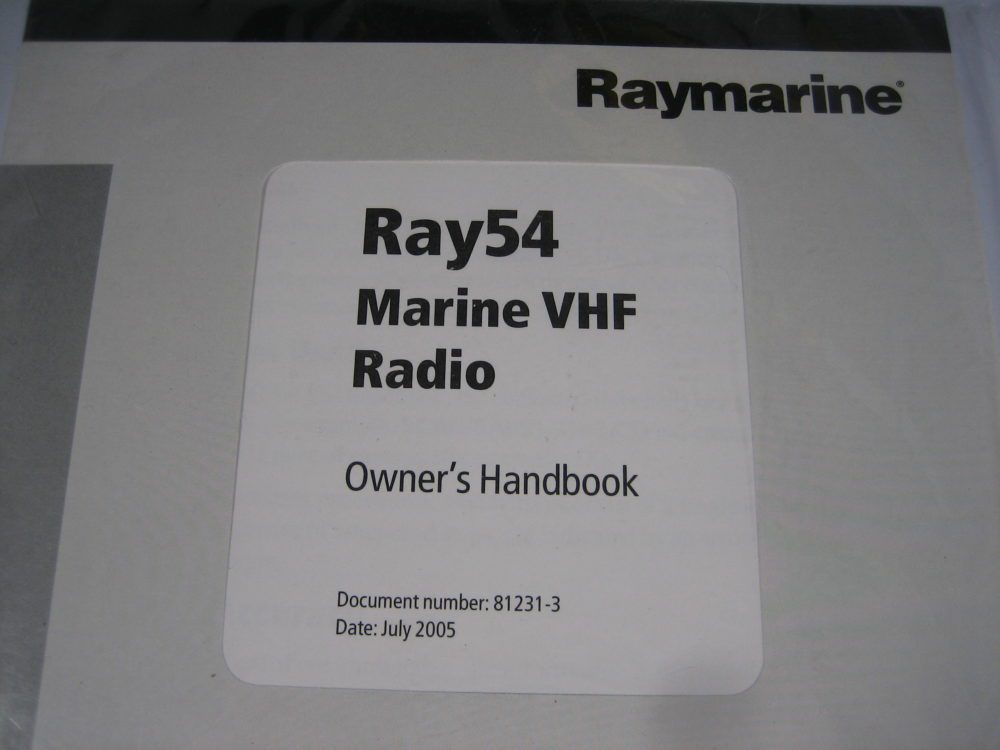 Raymarine®
Ray54
Marine VHF
Radio
Owner's Handbook
Document number: 81231-3
Date: July 2005